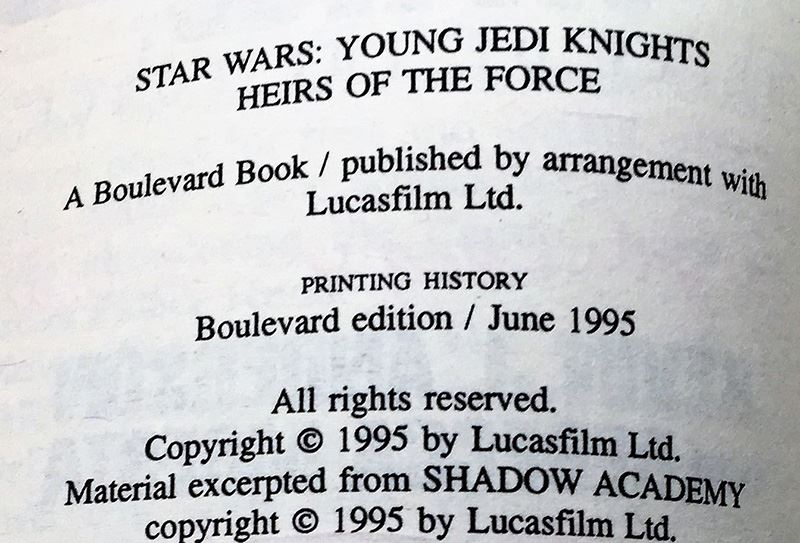 STAR WARS: YOUNG JEDI KNIGHTS
HEIRS OF THE FORCE
A Boulevard Book / published by arrangement with
Lucasfilm Ltd.
PRINTING HISTORY
Boulevard edition / June 1995
All rights reserved.
Copyright © 1995 by Lucasfilm Ltd.
Material excerpted from SHADOW ACADEMY
copyright © 1995 by Lucasfilm Ltd.